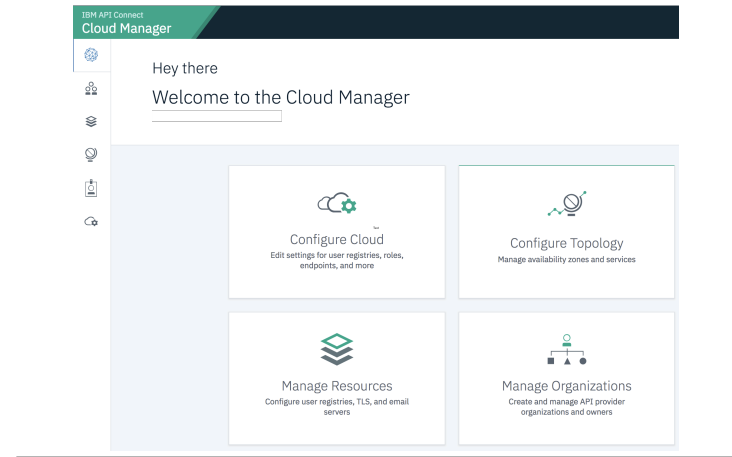 IBM API Connect
Cloud Manager
Hey there
Welcome to the Cloud Manager
Configure Cloud
Edit settings for user registries, roles,
endpoints, and more
Configure Topology
Manage availability zones and services
Manage Resources
Configure user registries, TLS, and email
servers
Manage Organizations
Create and manage API provider
organizations and owners